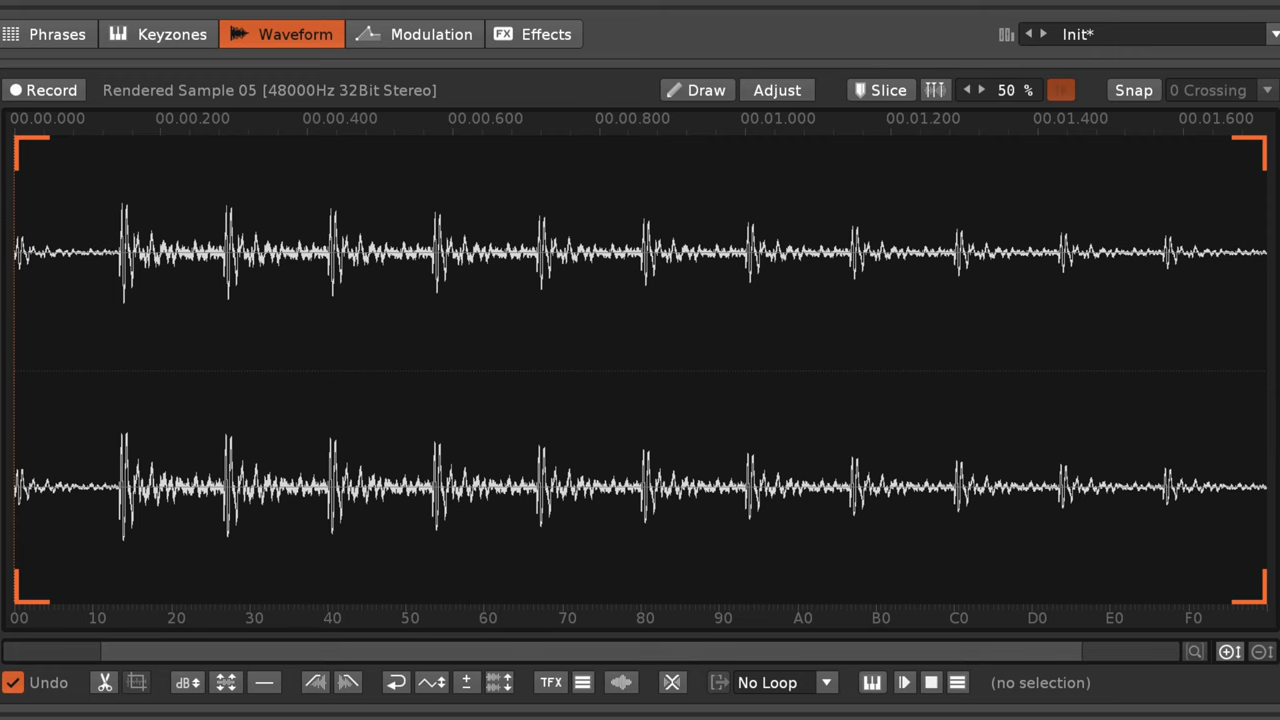 Phrases Keyzones Waveform Modulation FX Effects Init*
Record Rendered Sample 05 [48000Hz 32Bit Stereo] Draw Adjust Slice 50 % Snap 0 Crossing
00.00.000 00.00.200 00.00.400 00.00.600 00.00.800 00.01.000 00.01.200 00.01.400 00.01.600
00 10 20 30 40 50 60 70 80 90 A0 B0 C0 D0 E0 F0
Undo dB TFX No Loop (no selection)